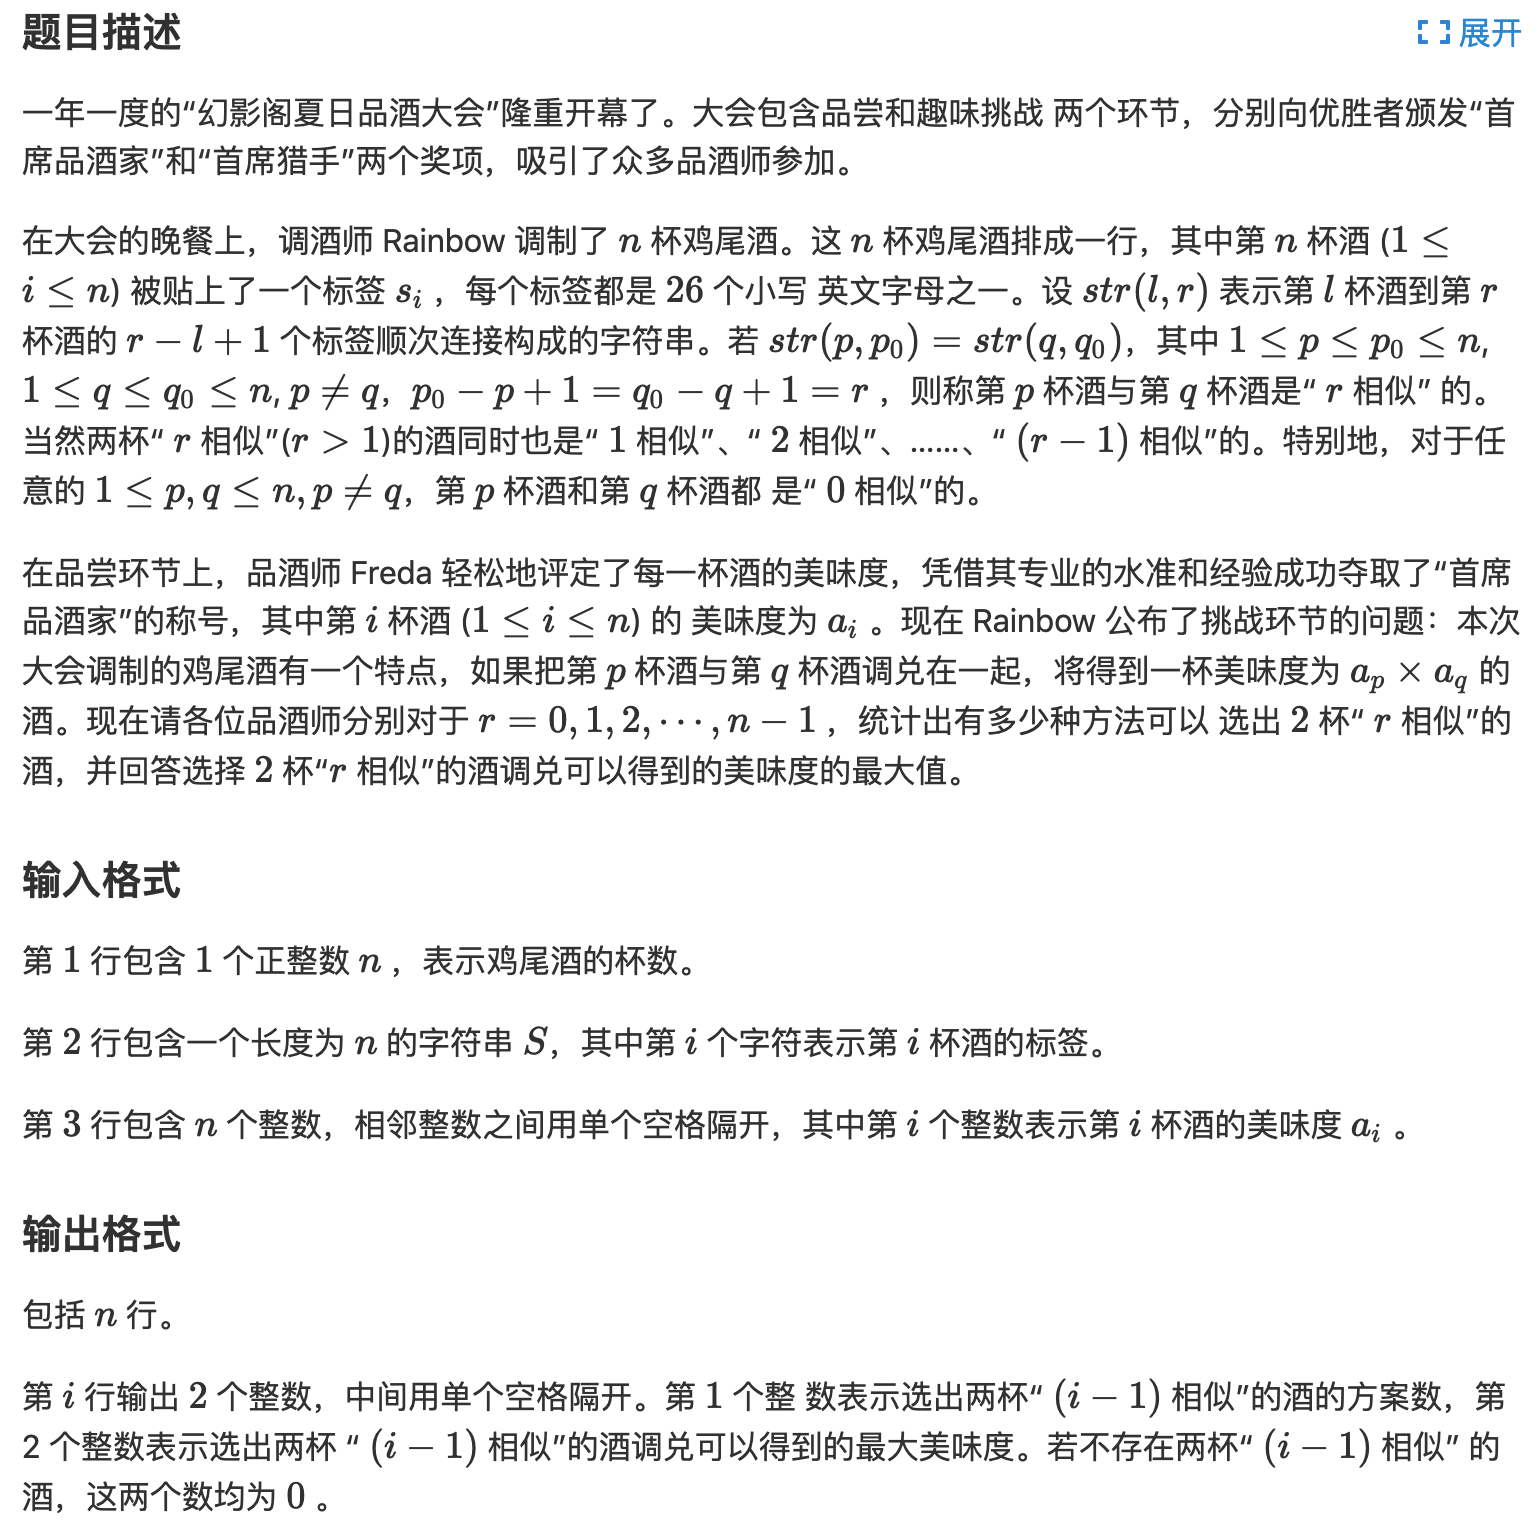 题目描述
展开
一年一度的“幻影阁夏日品酒大会”隆重开幕了。大会包含品尝和趣味挑战 两个环节，分别向优胜者颁发“首
席品酒家”和“首席猎手”两个奖项，吸引了众多品酒师参加。
在大会的晚餐上，调酒师 Rainbow 调制了 n 杯鸡尾酒。这 n 杯鸡尾酒排成一行，其中第 n 杯酒 (1 ≤
i ≤ n) 被贴上了一个标签 s_i ，每个标签都是 26 个小写 英文字母之一。设 str(l, r) 表示第 l 杯酒到第 r
杯酒的 r − l + 1 个标签顺次连接构成的字符串。若 str(p, p_0) = str(q, q_0)，其中 1 ≤ p ≤ p_0 ≤ n,
1 ≤ q ≤ q_0 ≤ n, p ≠ q，p_0 − p + 1 = q_0 − q + 1 = r ，则称第 p 杯酒与第 q 杯酒是“ r 相似” 的。
当然两杯“ r 相似”(r > 1)的酒同时也是“ 1 相似”、“ 2 相似”、……、“ (r − 1) 相似”的。特别地，对于任
意的 1 ≤ p, q ≤ n, p ≠ q，第 p 杯酒和第 q 杯酒都 是“ 0 相似”的。
在品尝环节上，品酒师 Freda 轻松地评定了每一杯酒的美味度，凭借其专业的水准和经验成功夺取了“首席
品酒家”的称号，其中第 i 杯酒 (1 ≤ i ≤ n) 的 美味度为 a_i 。现在 Rainbow 公布了挑战环节的问题：本次
大会调制的鸡尾酒有一个特点，如果把第 p 杯酒与第 q 杯酒调兑在一起，将得到一杯美味度为 a_p × a_q 的
酒。现在请各位品酒师分别对于 r = 0, 1, 2, ⋯ , n − 1 ，统计出有多少种方法可以 选出 2 杯“ r 相似”的
酒，并回答选择 2 杯“r 相似”的酒调兑可以得到的美味度的最大值。
输入格式
第 1 行包含 1 个正整数 n ，表示鸡尾酒的杯数。
第 2 行包含一个长度为 n 的字符串 S，其中第 i 个字符表示第 i 杯酒的标签。
第 3 行包含 n 个整数，相邻整数之间用单个空格隔开，其中第 i 个整数表示第 i 杯酒的美味度 a_i 。
输出格式
包括 n 行。
第 i 行输出 2 个整数，中间用单个空格隔开。第 1 个整 数表示选出两杯“ (i − 1) 相似”的酒的方案数，第
2 个整数表示选出两杯 “ (i − 1) 相似”的酒调兑可以得到的最大美味度。若不存在两杯“ (i − 1) 相似” 的
酒，这两个数均为 0 。